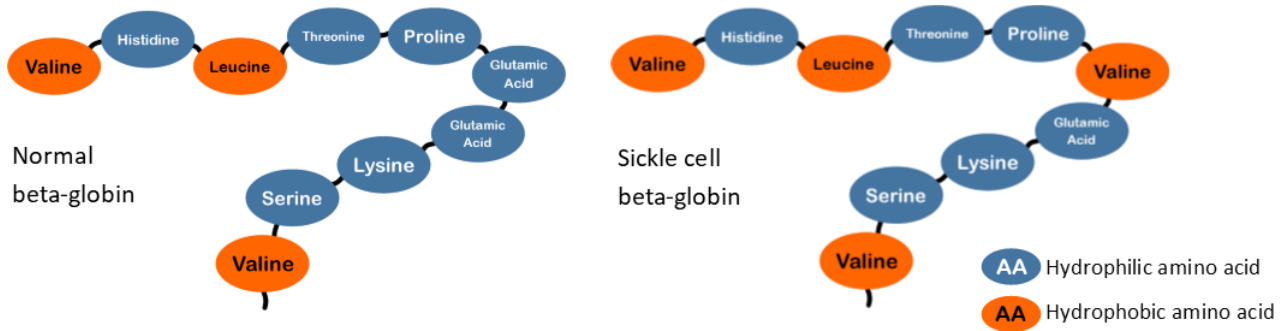 Valine
Histidine
Leucine
Threonine
Proline
Glutamic
Acid
Glutamic
Acid
Lysine
Serine
Valine
Normal
beta-globin
Valine
Histidine
Leucine
Threonine
Proline
Valine
Glutamic
Acid
Lysine
Serine
Valine
Sickle cell
beta-globin
AA Hydrophilic amino acid
AA Hydrophobic amino acid